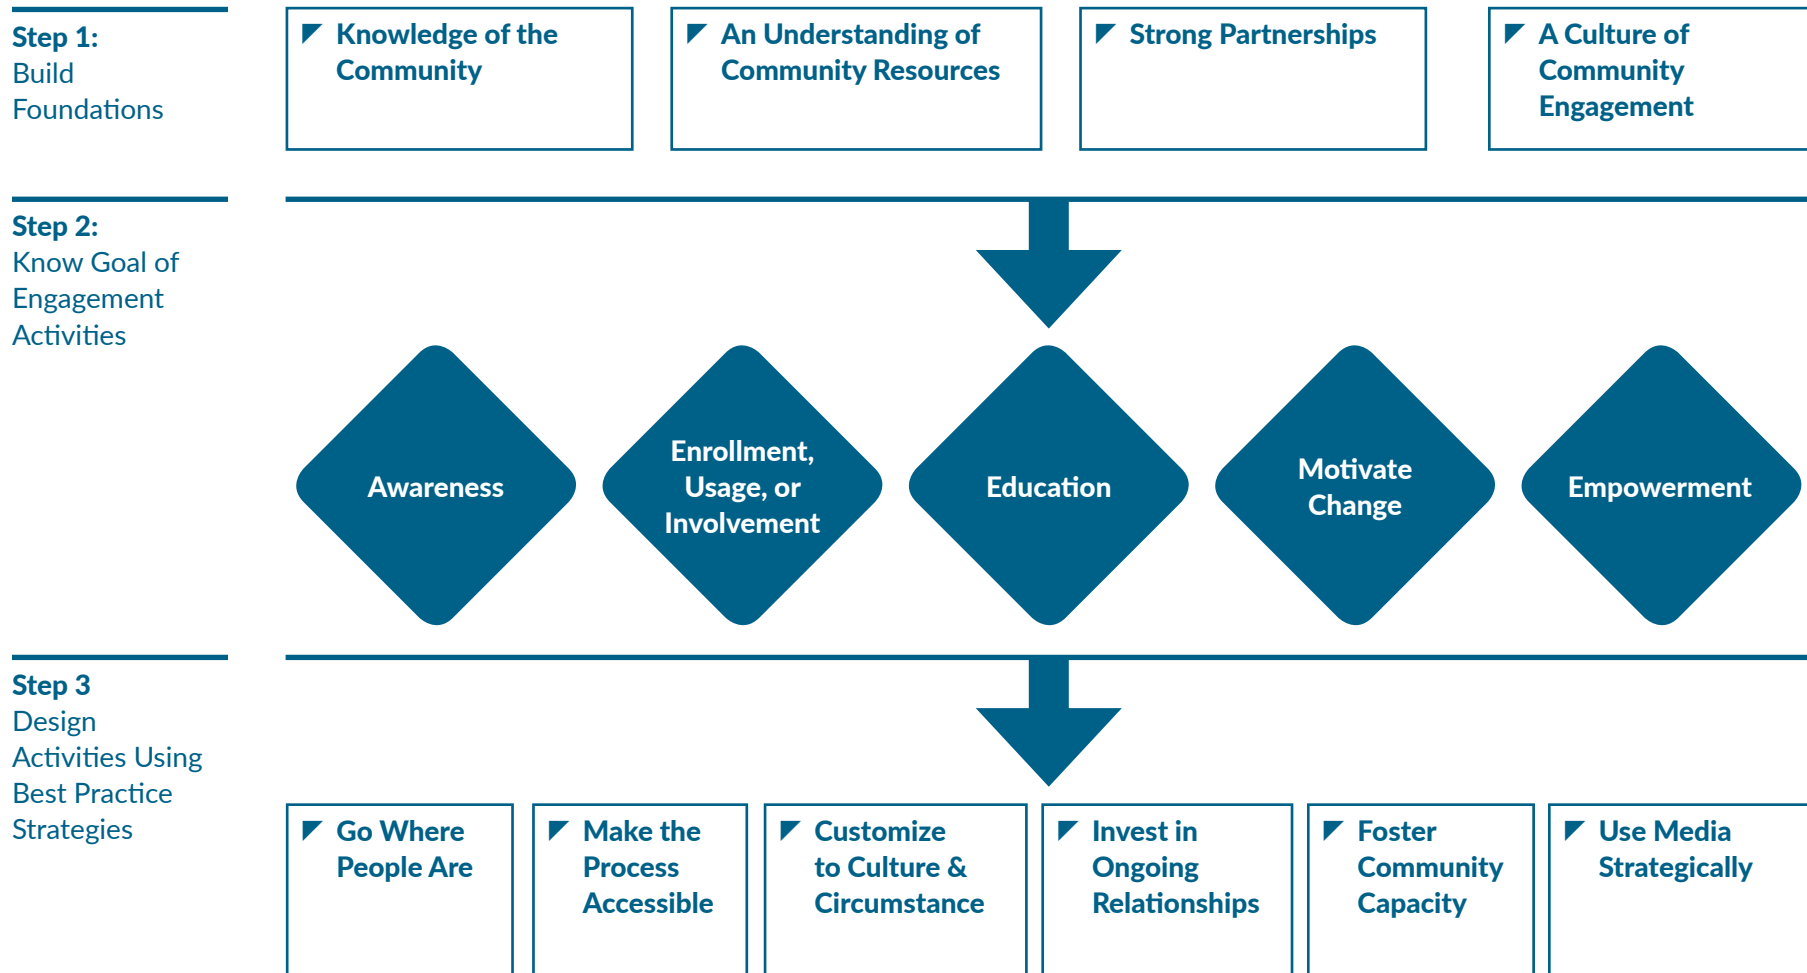 Step 1:
Build
Foundations
Knowledge of the
Community
An Understanding of
Community Resources
Strong Partnerships
A Culture of
Community
Engagement
Step 2:
Know Goal of
Engagement
Activities
Awareness
Enrollment,
Usage, or
Involvement
Education
Motivate
Change
Empowerment
Step 3
Design
Activities Using
Best Practice
Strategies
Go Where
People Are
Make the
Process
Accessible
Customize
to Culture &
Circumstance
Invest in
Ongoing
Relationships
Foster
Community
Capacity
Use Media
Strategically